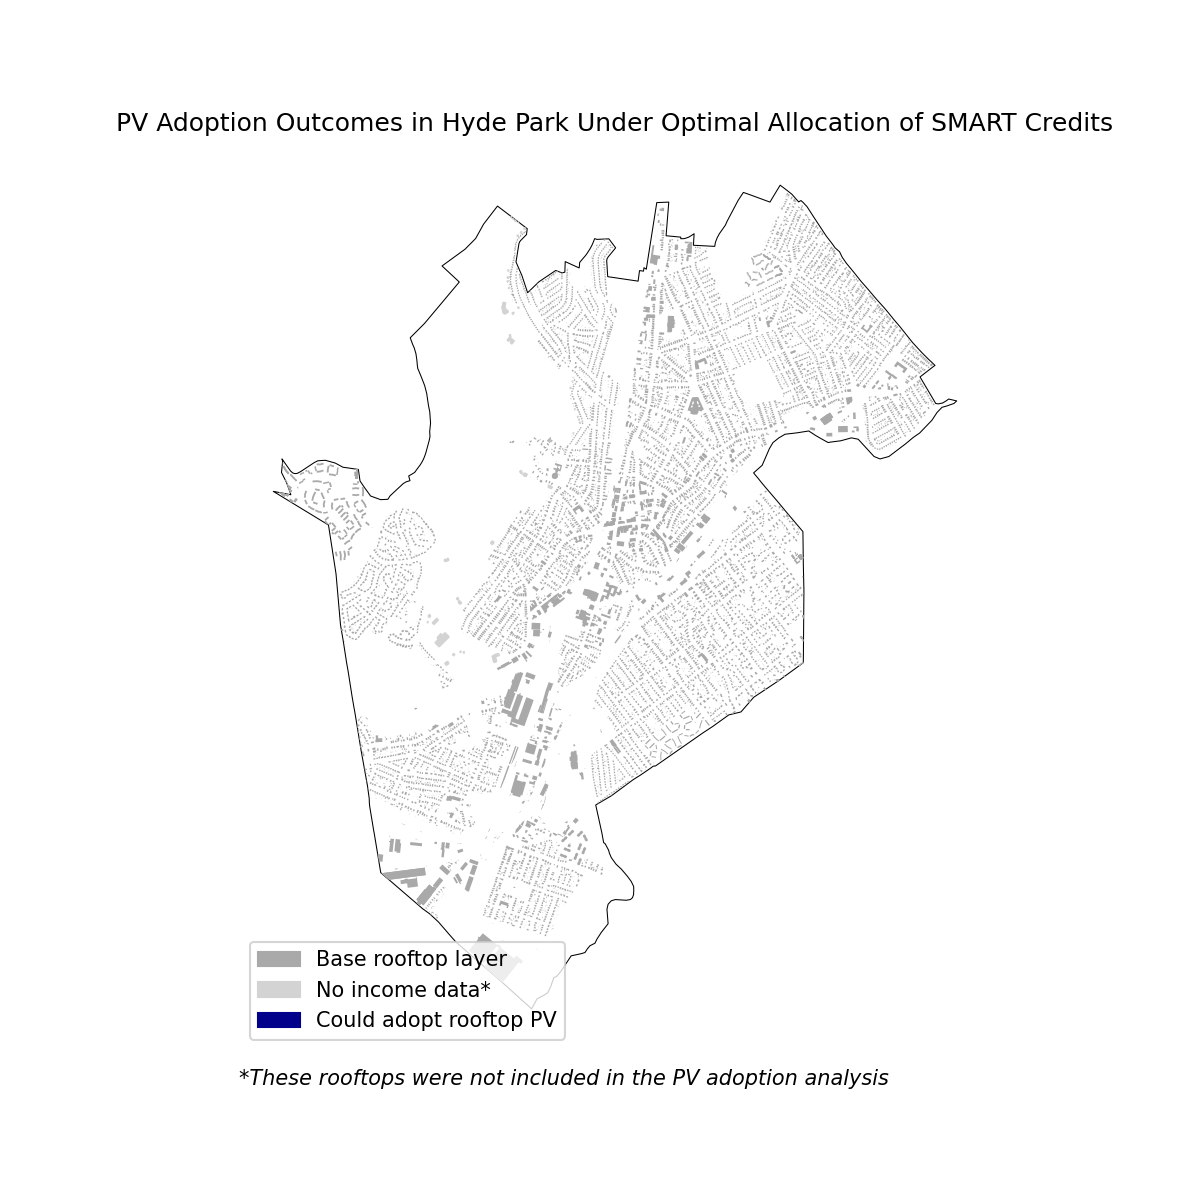 PV Adoption Outcomes in Hyde Park Under Optimal Allocation of SMART Credits
Base rooftop layer
No income data*
Could adopt rooftop PV
*These rooftops were not included in the PV adoption analysis